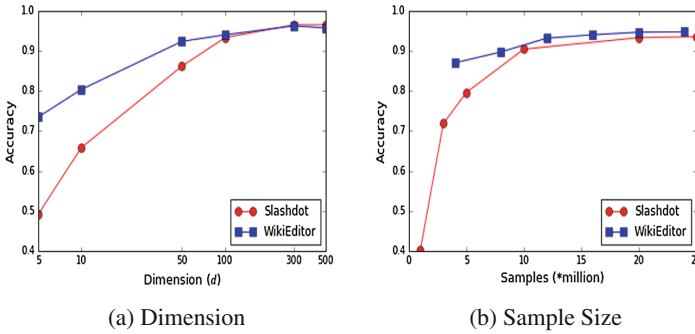 1.0
0.9
0.8
0.7
0.6
0.5
0.4
Accuracy
5 10 50 100 300 500
Dimension (d)
Slashdot
WikiEditor
(a) Dimension
1.0
0.9
0.8
0.7
0.6
0.5
0.4
Accuracy
0 5 10 15 20
Samples (*million)
Slashdot
WikiEditor
(b) Sample Size